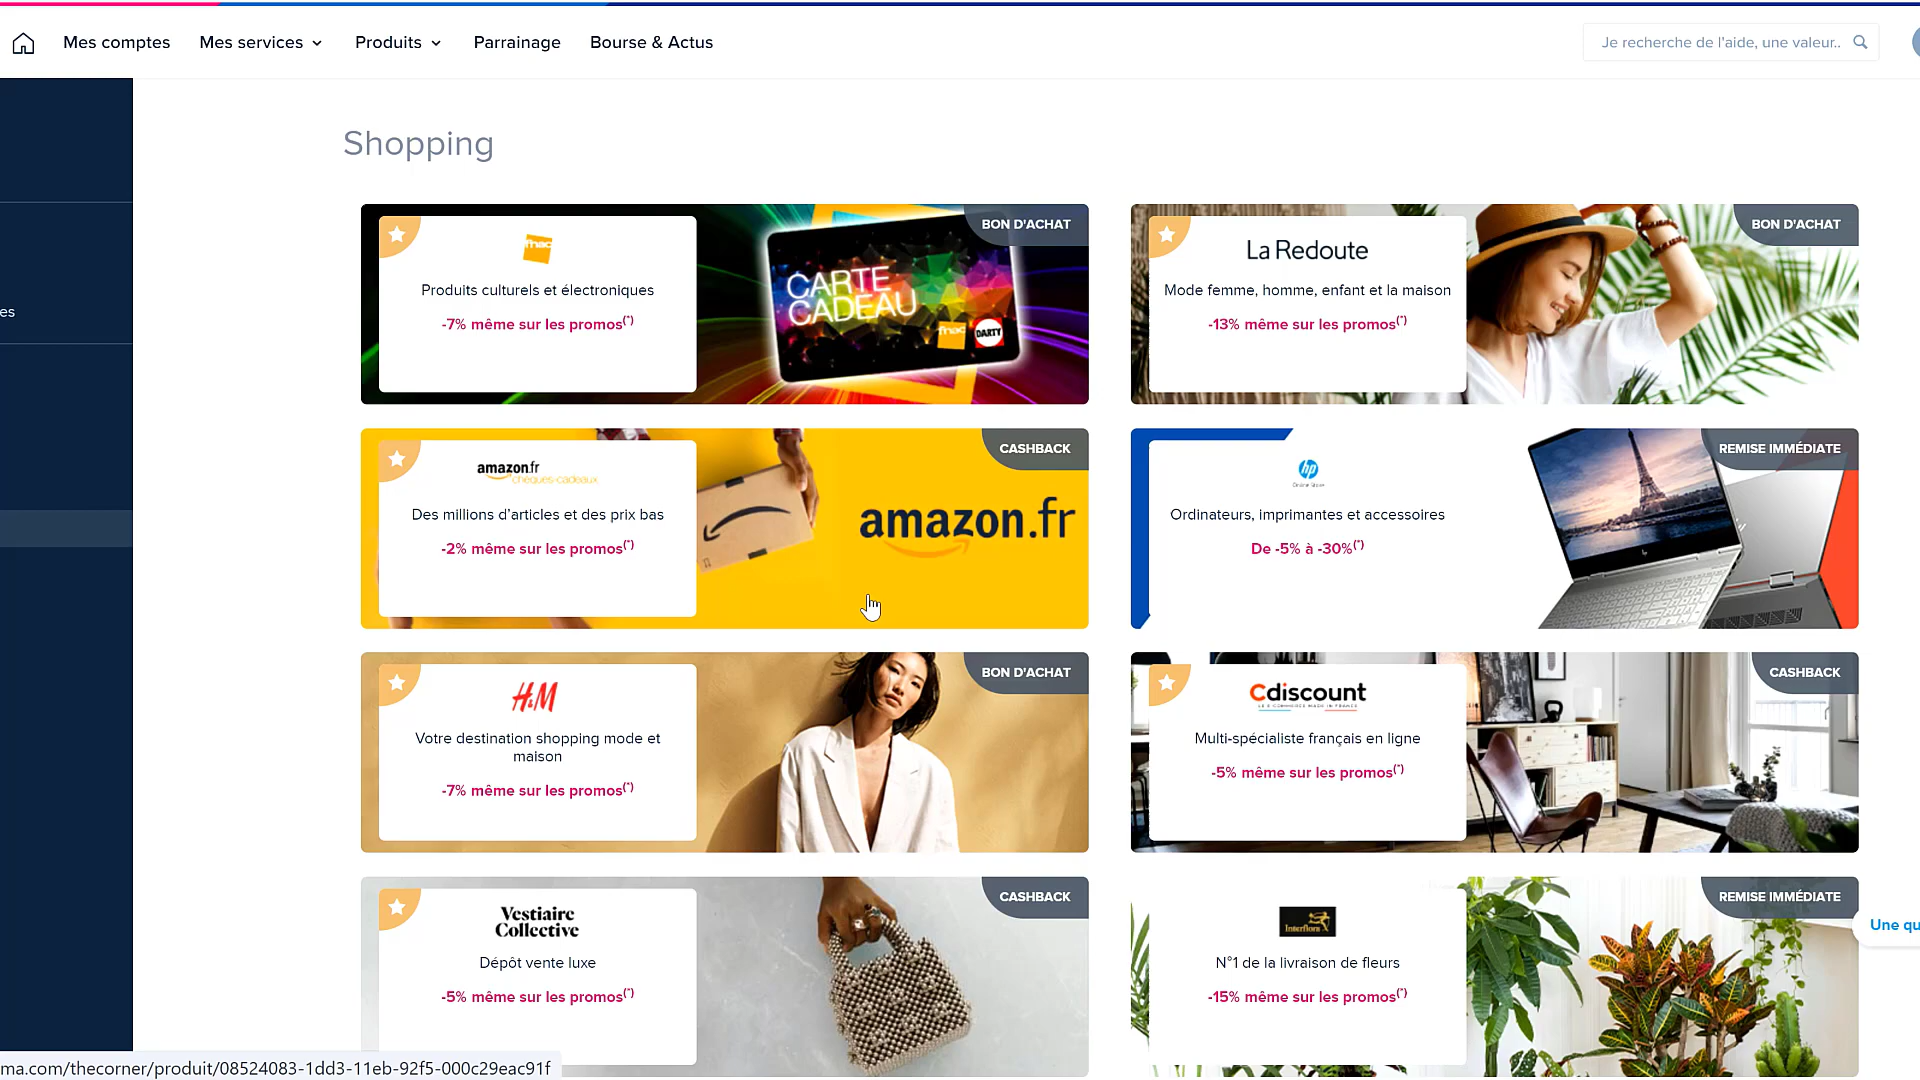 Mes comptes
Mes services
Produits
Parrainage
Bourse & Actus
Je recherche de l'aide, une valeur..
es
Shopping
BON D'ACHAT
fnac
Produits culturels et électroniques
-7% même sur les promos(*)
CARTE
CADEAU
fnac
DARTY
BON D'ACHAT
La Redoute
Mode femme, homme, enfant et la maison
-13% même sur les promos(*)
CASHBACK
amazon.fr
chèques-cadeaux
Des millions d'articles et des prix bas
-2% même sur les promos(*)
amazon.fr
REMISE IMMÉDIATE
hp
Online Store
Ordinateurs, imprimantes et accessoires
De -5% à -30%(*)
BON D'ACHAT
H&M
Votre destination shopping mode et
maison
-7% même sur les promos(*)
CASHBACK
Cdiscount
LE E-COMMERCE MADE IN FRANCE
Multi-spécialiste français en ligne
-5% même sur les promos(*)
CASHBACK
Vestiaire
Collective
Dépôt vente luxe
-5% même sur les promos(*)
REMISE IMMÉDIATE
Interflora
N°1 de la livraison de fleurs
-15% même sur les promos(*)
Une qu
ma.com/thecorner/produit/08524083-1dd3-11eb-92f5-000c29eac91f